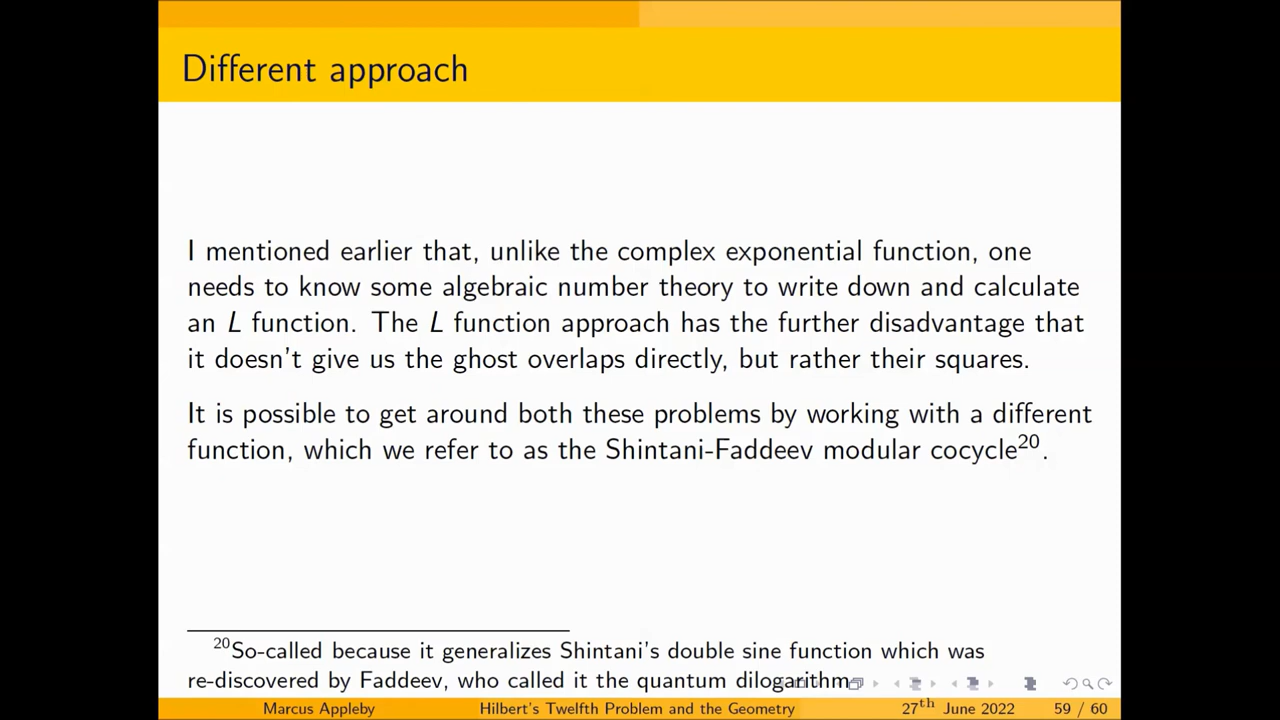 Different approach
I mentioned earlier that, unlike the complex exponential function, one
needs to know some algebraic number theory to write down and calculate
an L function. The L function approach has the further disadvantage that
it doesn't give us the ghost overlaps directly, but rather their squares.
It is possible to get around both these problems by working with a different
function, which we refer to as the Shintani-Faddeev modular cocycle²⁰.
²⁰So-called because it generalizes Shintani's double sine function which was
re-discovered by Faddeev, who called it the quantum dilogarithm.
Marcus Appleby Hilbert's Twelfth Problem and the Geometry 27th June 2022 59 / 60